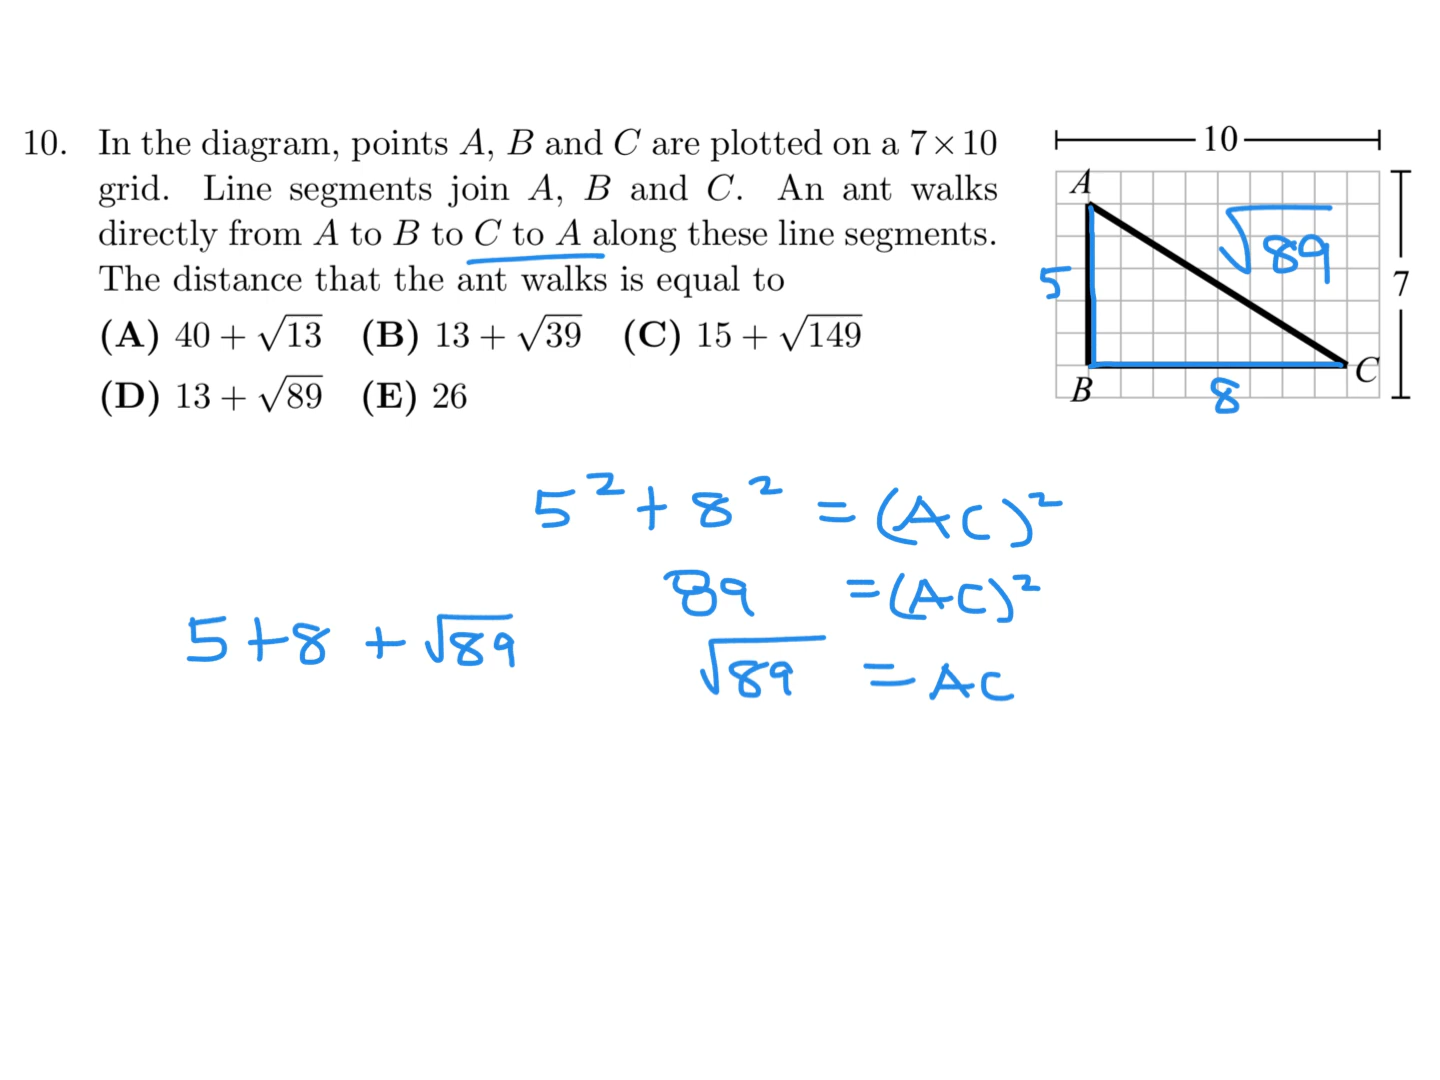 10. In the diagram, points A, B and C are plotted on a 7 × 10
grid. Line segments join A, B and C. An ant walks
directly from A to B to C to A along these line segments.
The distance that the ant walks is equal to
(A) 40 + √13 (B) 13 + √39 (C) 15 + √149
(D) 13 + √89 (E) 26
10
A
√89
5
7
C
B
8
5² + 8² = (AC)²
89 = (AC)²
5+8 + √89
√89 = AC